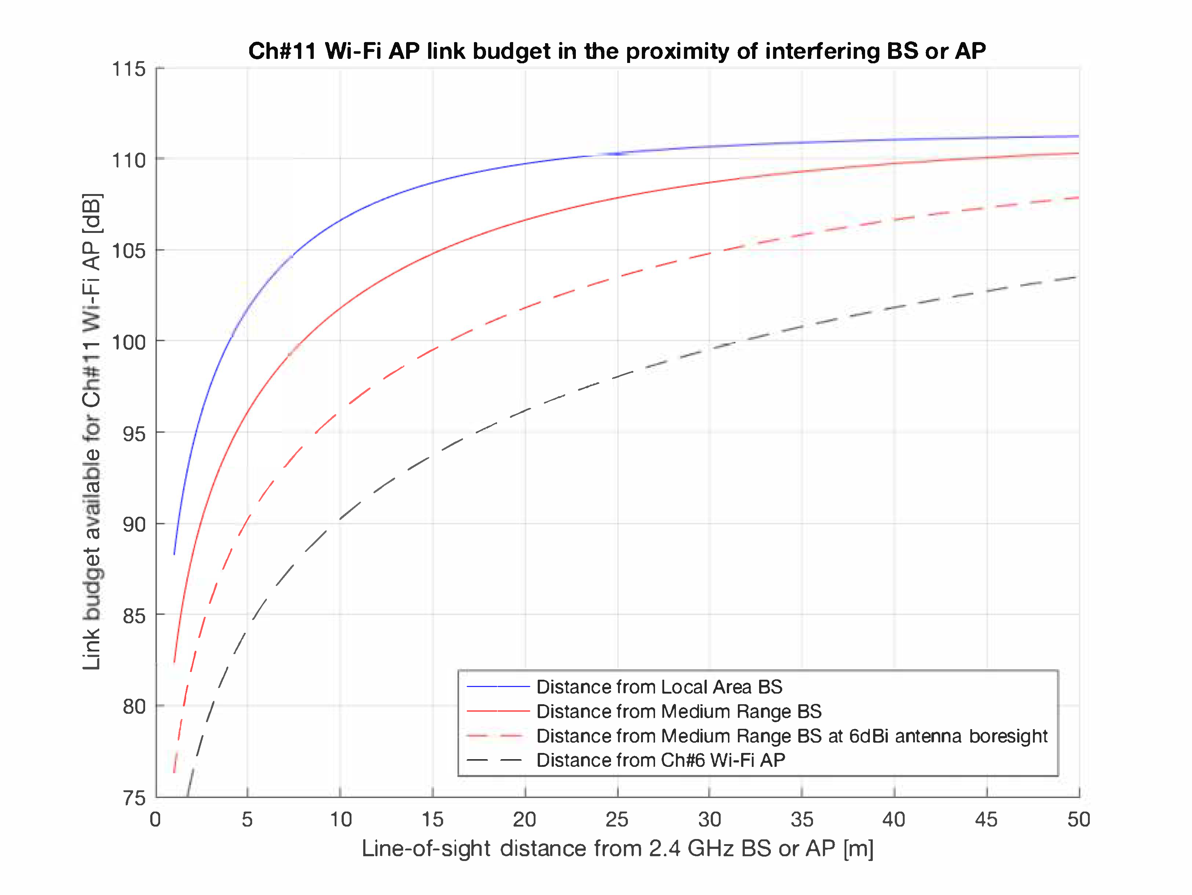 Ch#11 Wi-Fi AP link budget in the proximity of interfering BS or AP
Link budget available for Ch#11 Wi-Fi AP [dB]
115
110
105
100
95
90
85
80
75
0 5 10 15 20 25 30 35 40 45 50
Line-of-sight distance from 2.4 GHz BS or AP [m]
Distance from Local Area BS
Distance from Medium Range BS
Distance from Medium Range BS at 6dBi antenna boresight
Distance from Ch#6 Wi-Fi AP